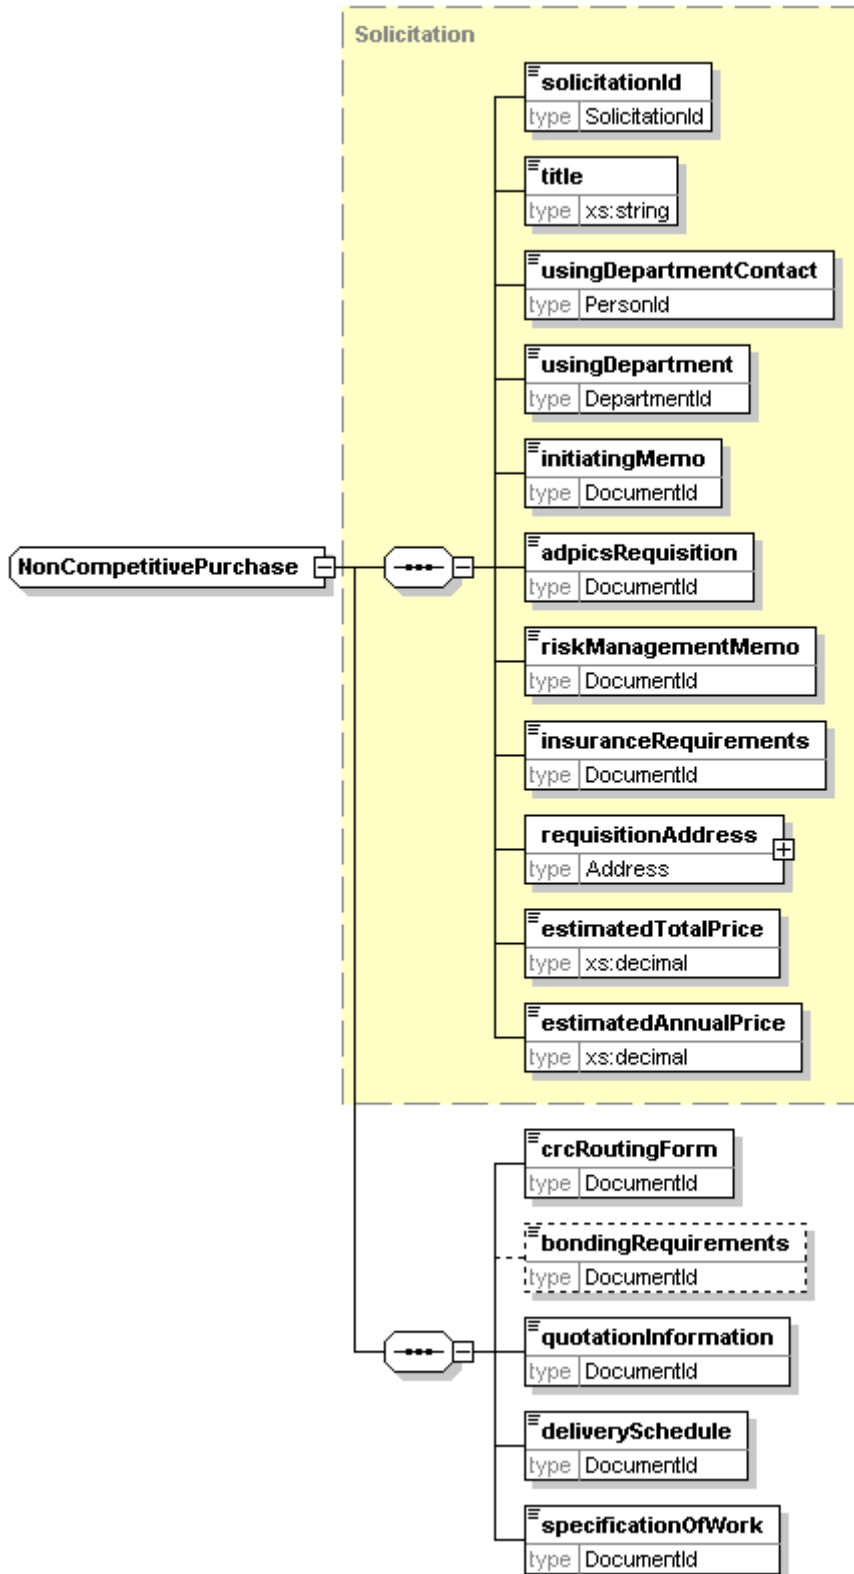 Solicitation
solicitationId
type SolicitationId
title
type xs:string
usingDepartmentContact
type PersonId
usingDepartment
type DepartmentId
initiatingMemo
type DocumentId
adpicsRequisition
type DocumentId
NonCompetitivePurchase
riskManagementMemo
type DocumentId
insuranceRequirements
type DocumentId
requisitionAddress
type Address
estimatedTotalPrice
type xs:decimal
estimatedAnnualPrice
type xs:decimal
crcRoutingForm
type DocumentId
bondingRequirements
type DocumentId
quotationInformation
type DocumentId
deliverySchedule
type DocumentId
specificationOfWork
type DocumentId